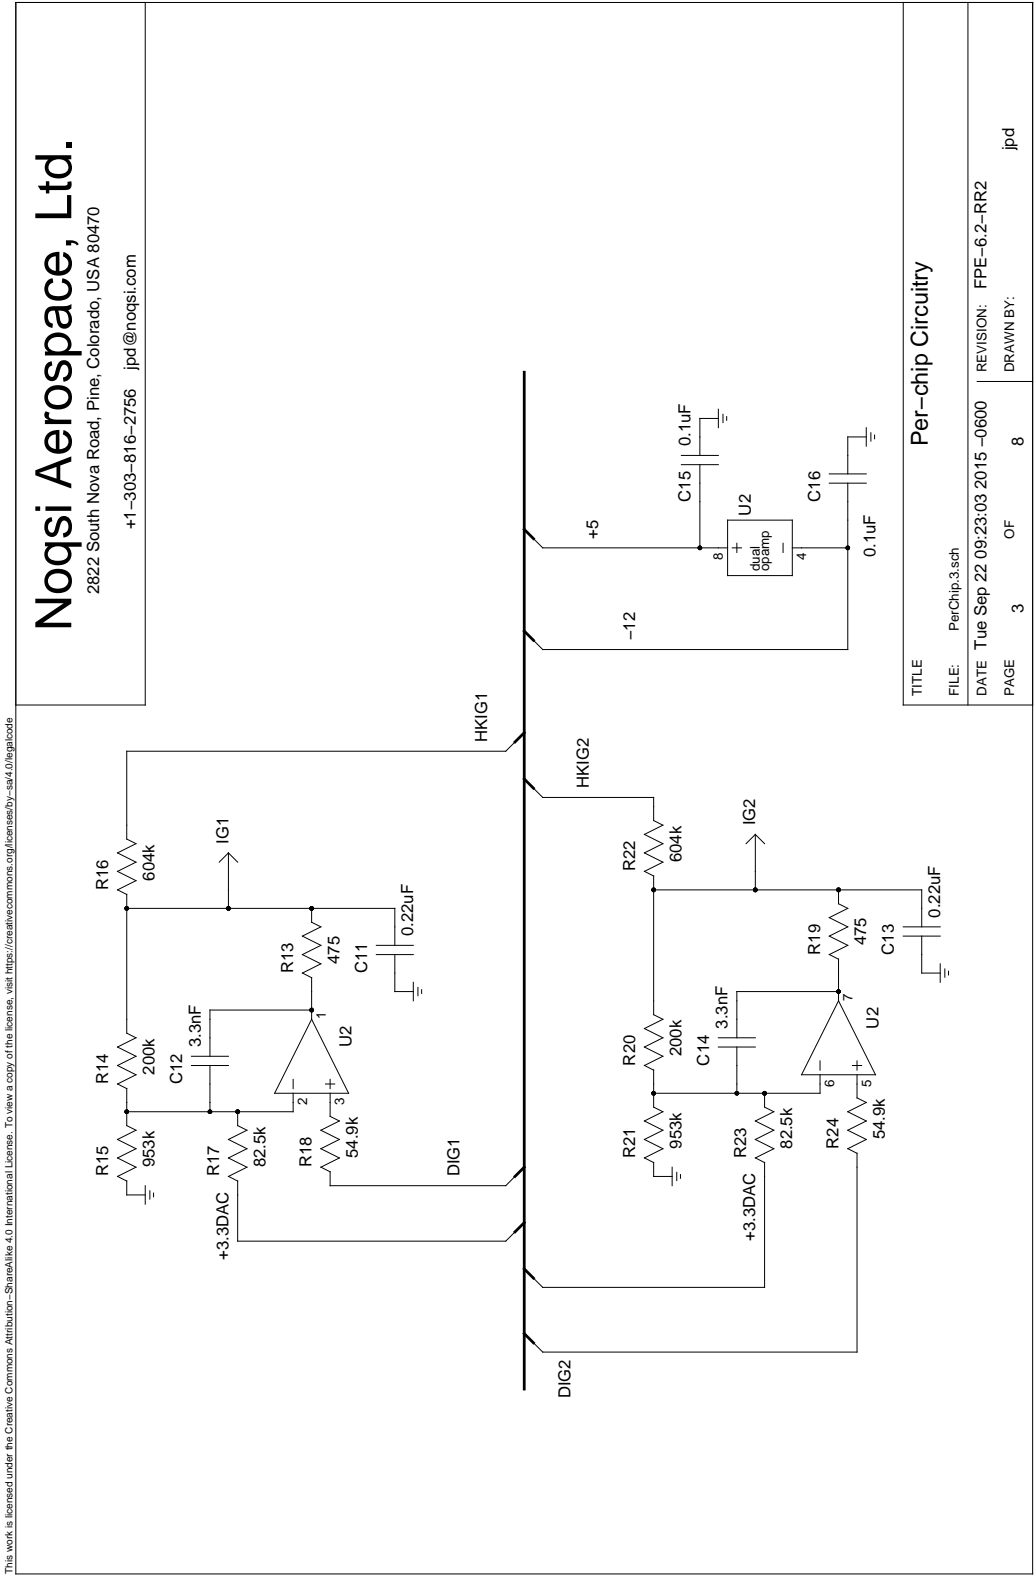 This work is licensed under the Creative Commons Attribution−ShareAlike 4.0 International License. To view a copy of the license, visit https://creativecommons.org/licenses/by−sa/4.0/legalcode
Noqsi Aerospace, Ltd.
2822 South Nova Road, Pine, Colorado, USA 80470
+1−303−816−2756 jpd@noqsi.com
R15
953k
R14
200k
R16
604k
HKIG1
C12
3.3nF
IG1
R17
82.5k
+3.3DAC
2
3
1
U2
R13
475
C11
0.22uF
R18
54.9k
DIG1
DIG2
HKIG2
−12
+5
C15
0.1uF
8
U2
dual
opamp
4
C16
0.1uF
R21
953k
R20
200k
R22
604k
C14
3.3nF
IG2
R23
82.5k
+3.3DAC
6
5
7
U2
R19
475
C13
0.22uF
R24
54.9k
TITLE
Per−chip Circuitry
FILE: PerChip.3.sch
DATE Tue Sep 22 09:23:03 2015 −0600
REVISION: FPE−6.2−RR2
PAGE 3 OF 8
DRAWN BY: jpd